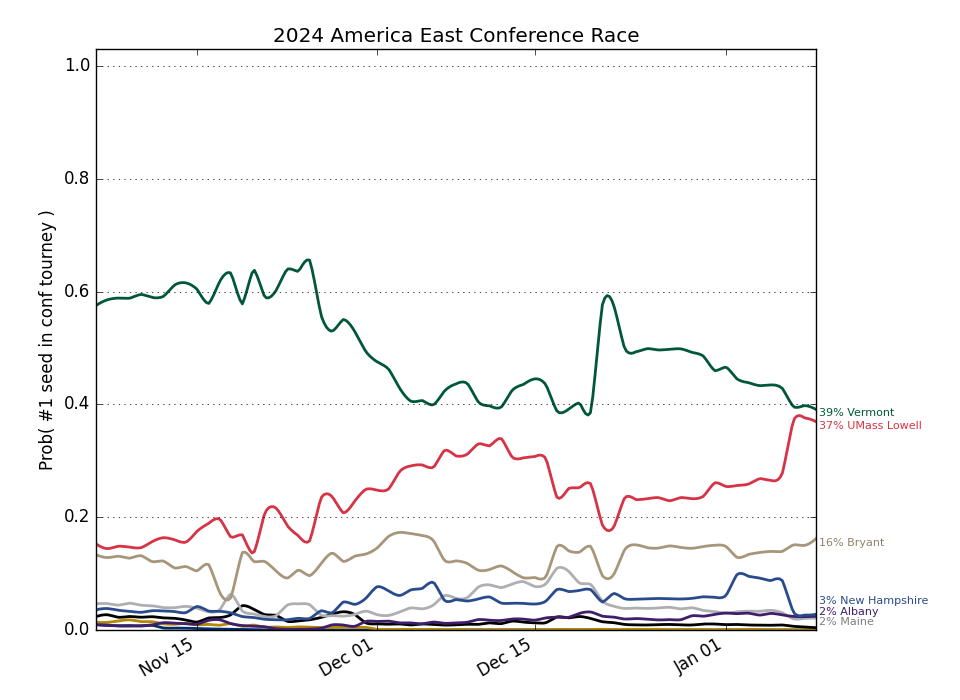 2024 America East Conference Race
1.0
0.8
0.6
0.4
0.2
0.0
Prob( #1 seed in conf tourney )
39% Vermont
37% UMass Lowell
16% Bryant
3% New Hampshire
2% Albany
2% Maine
Nov 15
Dec 01
Dec 15
Jan 01